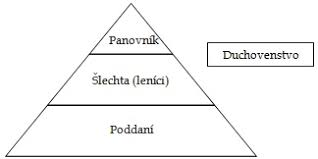 Panovník
Duchovenstvo
Šlechta (leníci)
Poddaní